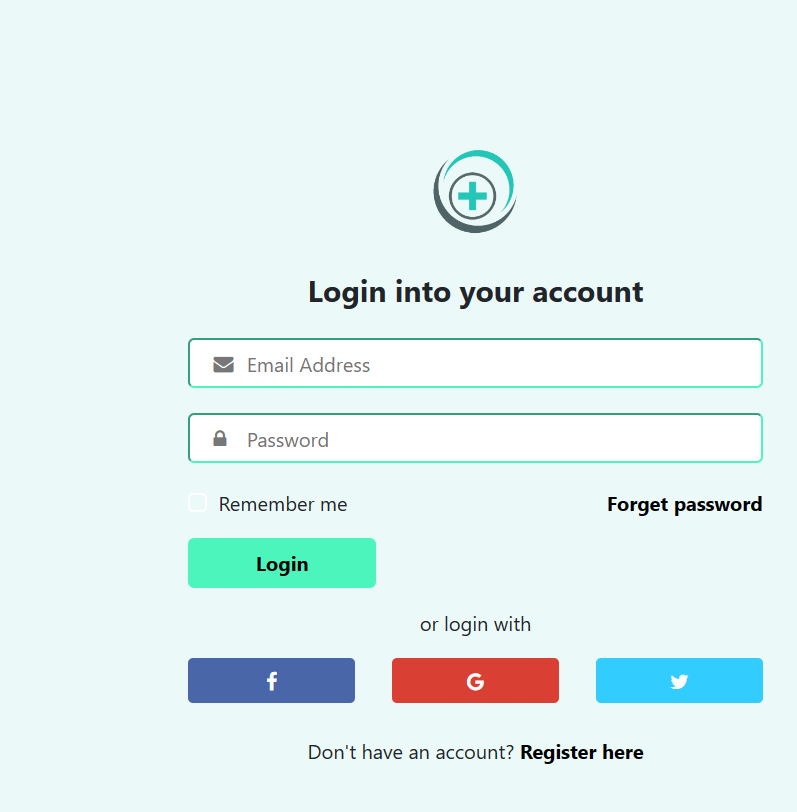 Login into your account
Email Address
Password
Remember me Forget password
Login
or login with
Don't have an account? Register here